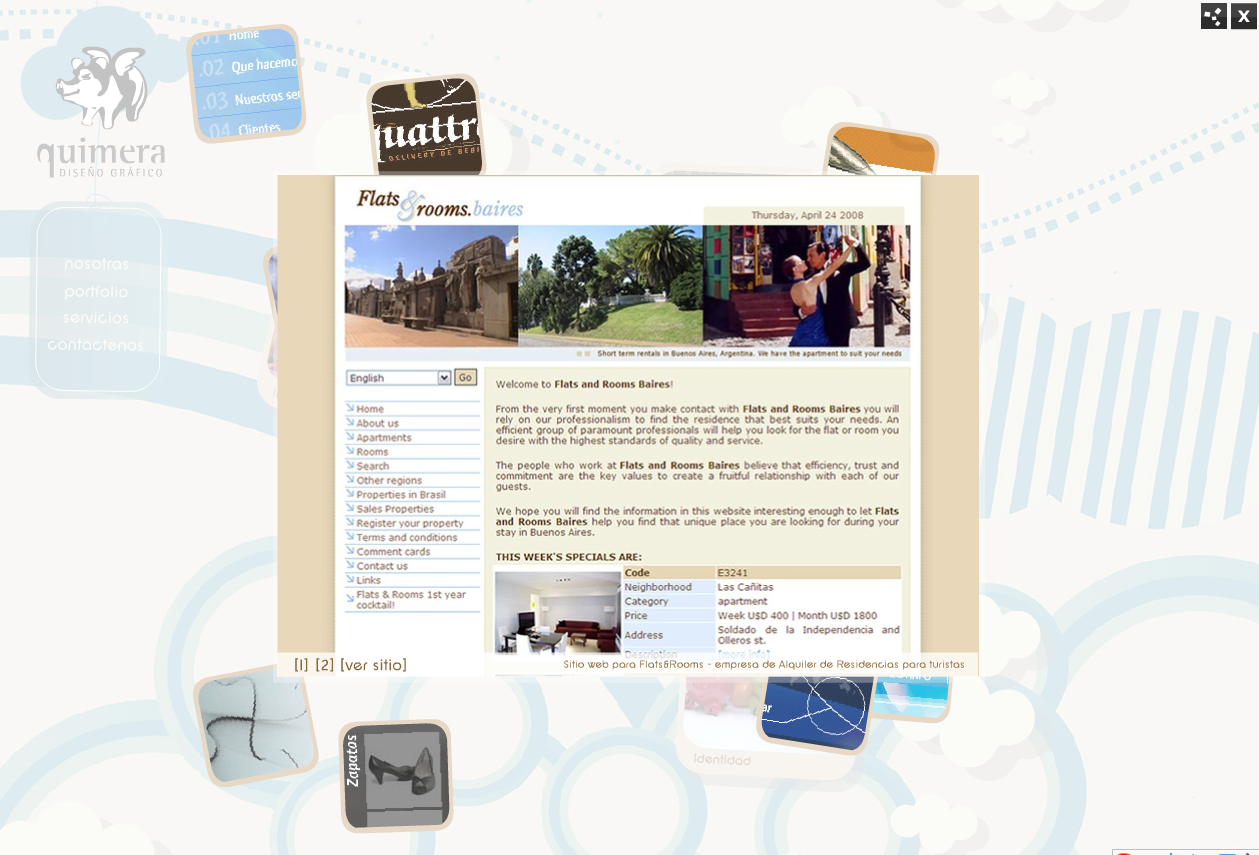 .01 Home
.02 Que hacemo
.03 Nuestros ser
.04 Clientes
quattr
DELIVERY DE BEBI
quimera
DISEÑO GRÁFICO
nosotras
portfolio
servicios
contactenos
Flats & rooms.baires
Thursday, April 24 2008
Short term rentals in Buenos Aires, Argentina. We have the apartment to suit your needs
English
Go
Home
About us
Apartments
Rooms
Search
Other regions
Properties in Brasil
Sales Properties
Register your property
Terms and conditions
Comment cards
Contact us
Links
Flats & Rooms 1st year
cocktail!
Welcome to Flats and Rooms Baires!
From the very first moment you make contact with Flats and Rooms Baires you will
rely on our professionalism to find the residence that best suits your needs. An
efficient group of paramount professionals will help you look for the flat or room you
desire with the highest standards of quality and service.
The people who work at Flats and Rooms Baires believe that efficiency, trust and
commitment are the key values to create a fruitful relationship with each of our
guests.
We hope you will find the information in this website interesting enough to let Flats
and Rooms Baires help you find that unique place you are looking for during your
stay in Buenos Aires.
THIS WEEK'S SPECIALS ARE:
Code E3241
Neighborhood Las Cañitas
Category apartment
Price Week U$D 400 | Month U$D 1800
Address Soldado de la Independencia and
Olleros st.
Description [more info]
[1] [2] [ver sitio]
Sitio web para Flats&Rooms - empresa de Alquiler de Residencias para turistas
ar
Identidad
Zapatos